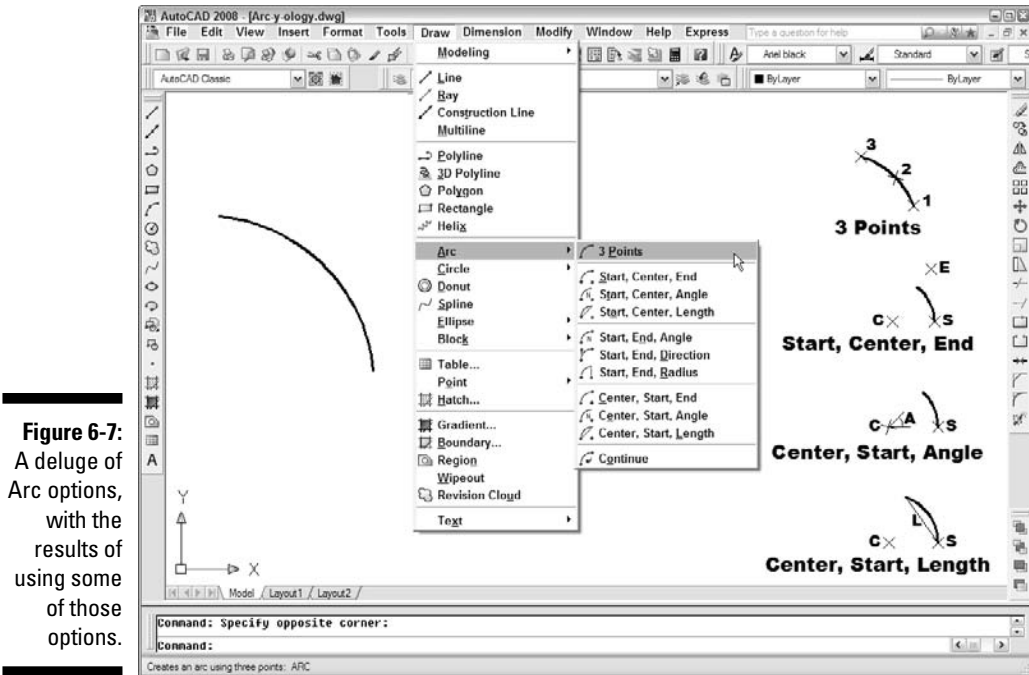 AutoCAD 2008 - [Arc-y-ology.dwg]
File Edit View Insert Format Tools Draw Dimension Modify Window Help Express
Type a question for help
Arial black
Standard
AutoCAD Classic
ByLayer
ByLayer
Modeling
Line
Ray
Construction Line
Multiline
Polyline
3D Polyline
Polygon
Rectangle
Helix
Arc
Circle
Donut
Spline
Ellipse
Block
Table...
Point
Hatch...
Gradient...
Boundary...
Region
Wipeout
Revision Cloud
Text
3 Points
Start, Center, End
Start, Center, Angle
Start, Center, Length
Start, End, Angle
Start, End, Direction
Start, End, Radius
Center, Start, End
Center, Start, Angle
Center, Start, Length
Continue
3
2
1
3 Points
E
C
S
Start, Center, End
C
A
S
Center, Start, Angle
L
C
S
Center, Start, Length
A
Y
X
Model
Layout1
Layout2
Command: Specify opposite corner:
Command:
Creates an arc using three points: ARC
Figure 6-7:
A deluge of
Arc options,
with the
results of
using some
of those
options.